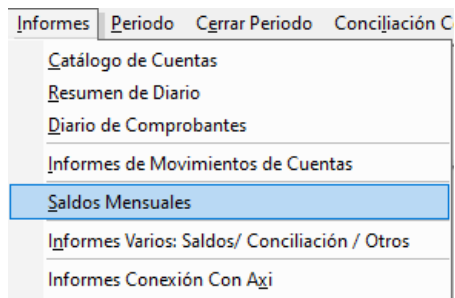 Informes Periodo Cerrar Periodo Conciliación C
Catálogo de Cuentas
Resumen de Diario
Diario de Comprobantes
Informes de Movimientos de Cuentas
Saldos Mensuales
Informes Varios: Saldos/ Conciliación / Otros
Informes Conexión Con Axi